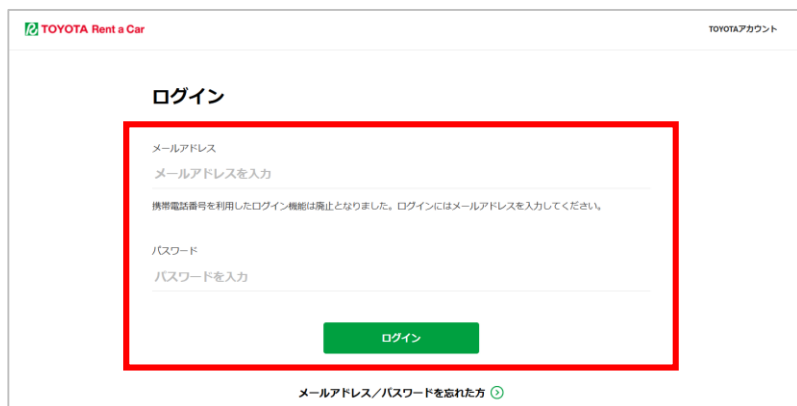 TOYOTA Rent a Car
TOYOTAアカウント
ログイン
メールアドレス
メールアドレスを入力
携帯電話番号を利用したログイン機能は廃止となりました。ログインにはメールアドレスを入力してください。
パスワード
パスワードを入力
ログイン
メールアドレス／パスワードを忘れた方